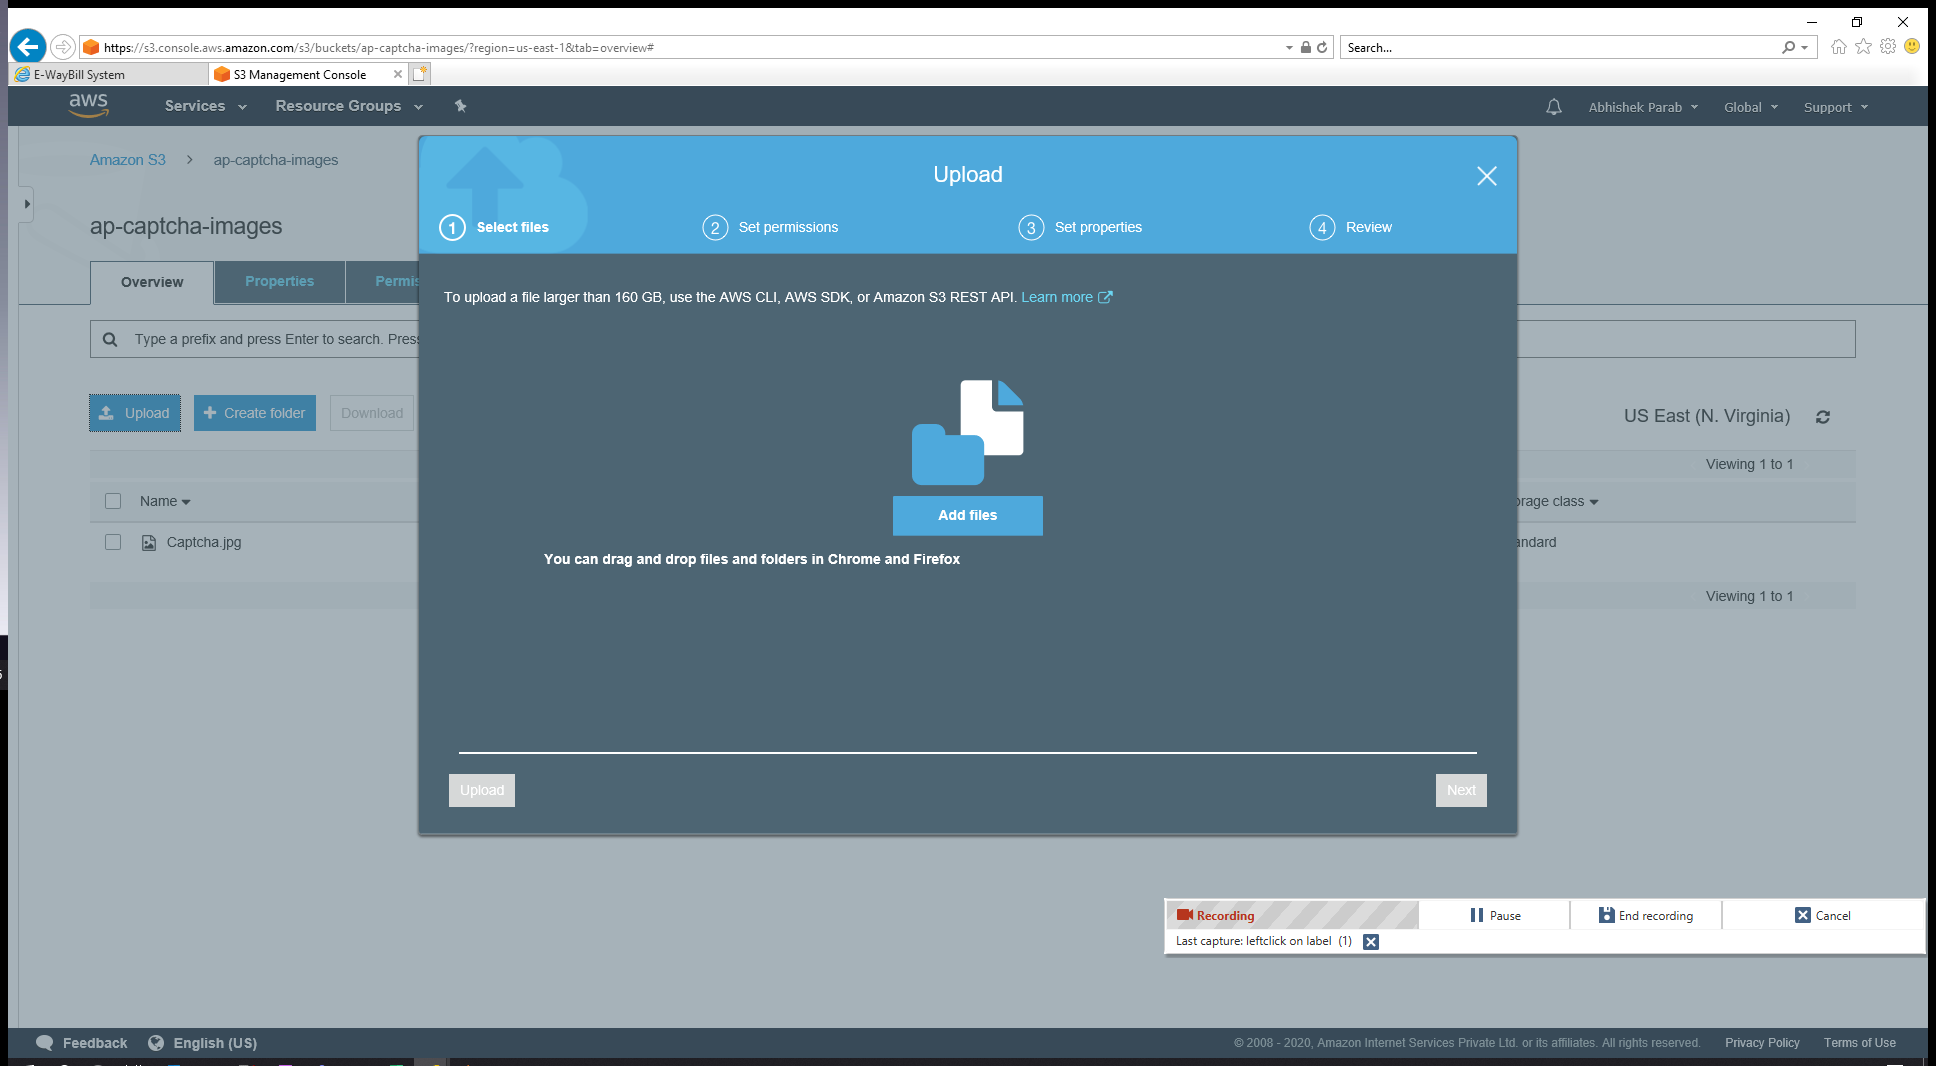 https://s3.console.aws.amazon.com/s3/buckets/ap-captcha-images/?region=us-east-1&tab=overview#
Search...
E-WayBill System
S3 Management Console
aws
Services
Resource Groups
Abhishek Parab
Global
Support
Amazon S3
ap-captcha-images
Upload
1 Select files
2 Set permissions
3 Set properties
4 Review
ap-captcha-images
Overview
Properties
To upload a file larger than 160 GB, use the AWS CLI, AWS SDK, or Amazon S3 REST API. Learn more
Type a prefix and press Enter to search.
Upload
Create folder
Download
US East (N. Virginia)
Viewing 1 to 1
Name
class
Captcha.jpg
Add files
You can drag and drop files and folders in Chrome and Firefox
Viewing 1 to 1
Upload
Next
Recording
Pause
End recording
Cancel
Last capture: leftclick on label (1)
Feedback
English (US)
© 2008 - 2020, Amazon Internet Services Private Ltd. or its affiliates. All rights reserved.
Privacy Policy
Terms of Use